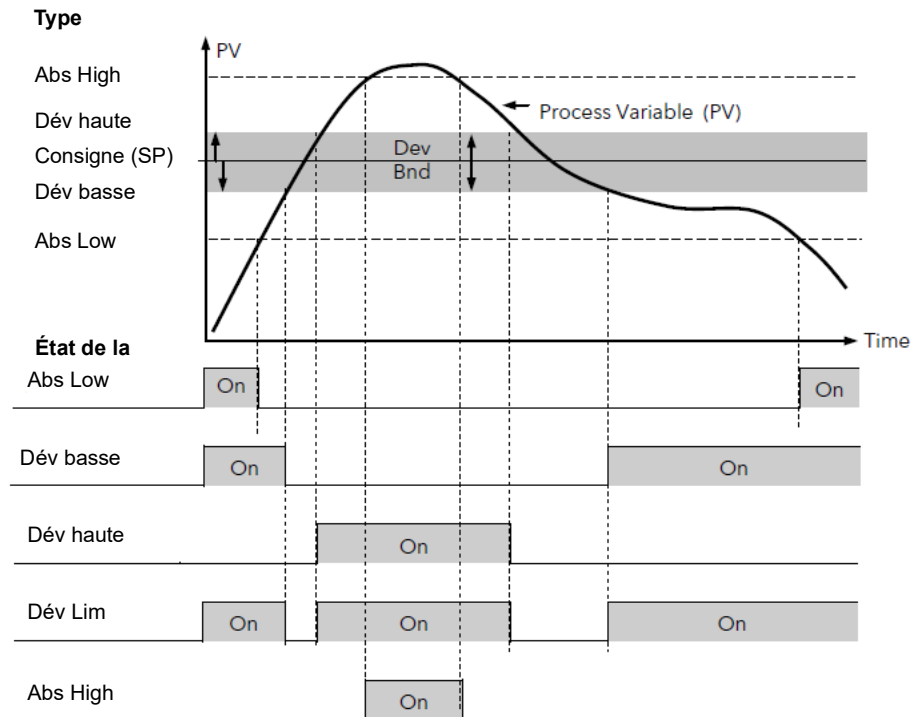 Type
PV
Abs High
Process Variable (PV)
Dév haute
Consigne (SP)
Dev
Bnd
Dév basse
Abs Low
Time
État de la
Abs Low
On
On
Dév basse
On
On
Dév haute
On
Dév Lim
On
On
On
Abs High
On